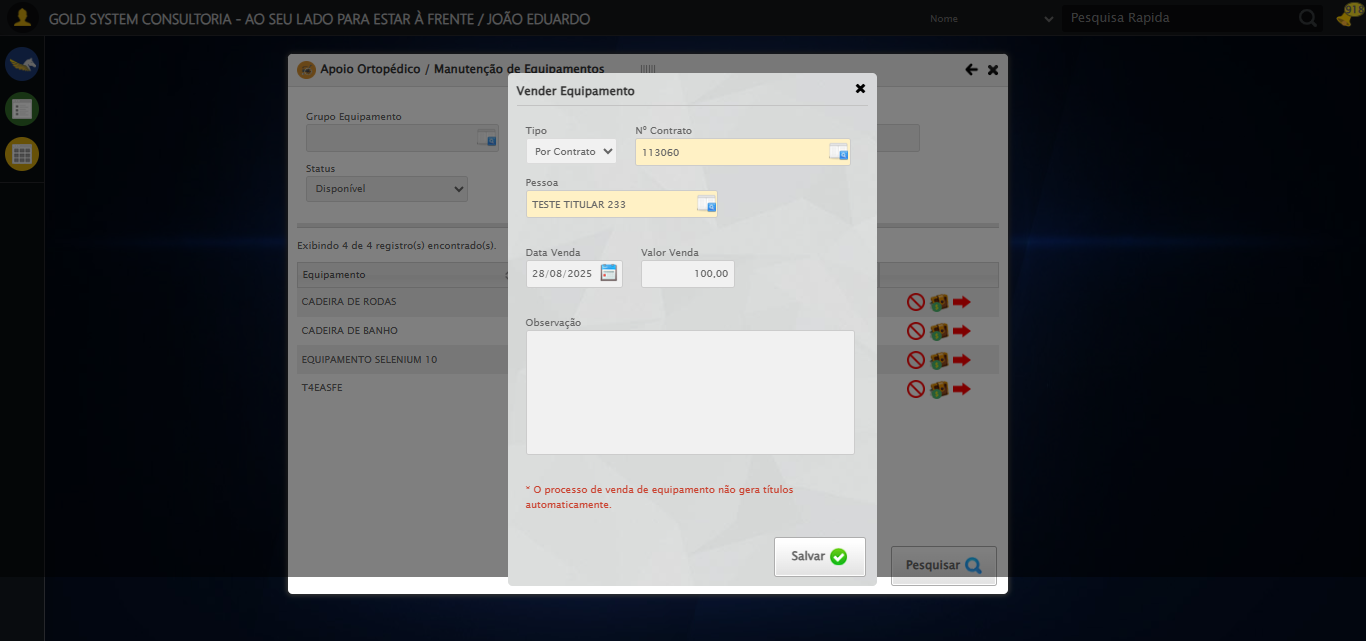 GOLD SYSTEM CONSULTORIA - AO SEU LADO PARA ESTAR À FRENTE / JOÃO EDUARDO
Nome
Pesquisa Rapida
918
Apoio Ortopédico / Manutenção de Equipamentos
Grupo Equipamento
Status
Disponível
Exibindo 4 de 4 registro(s) encontrado(s).
Equipamento
CADEIRA DE RODAS
CADEIRA DE BANHO
EQUIPAMENTO SELENIUM 10
T4EASFE
Pesquisar
Vender Equipamento
Tipo
Nº Contrato
Por Contrato
113060
Pessoa
TESTE TITULAR 233
Data Venda
Valor Venda
28/08/2025
100,00
Observação
* O processo de venda de equipamento não gera títulos
automaticamente.
Salvar